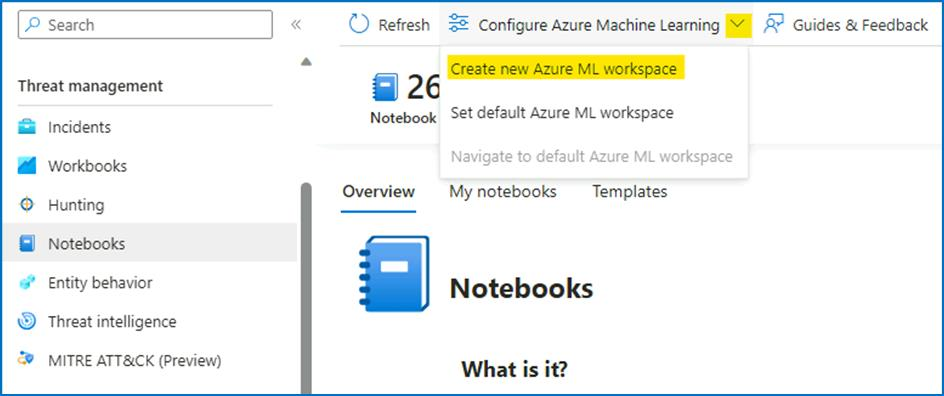 Search
«
Refresh
Configure Azure Machine Learning
Guides & Feedback
Create new Azure ML workspace
Set default Azure ML workspace
Navigate to default Azure ML workspace
26
Notebook
Threat management
Incidents
Workbooks
Hunting
Notebooks
Entity behavior
Threat intelligence
MITRE ATT&CK (Preview)
Overview
My notebooks
Templates
Notebooks
What is it?